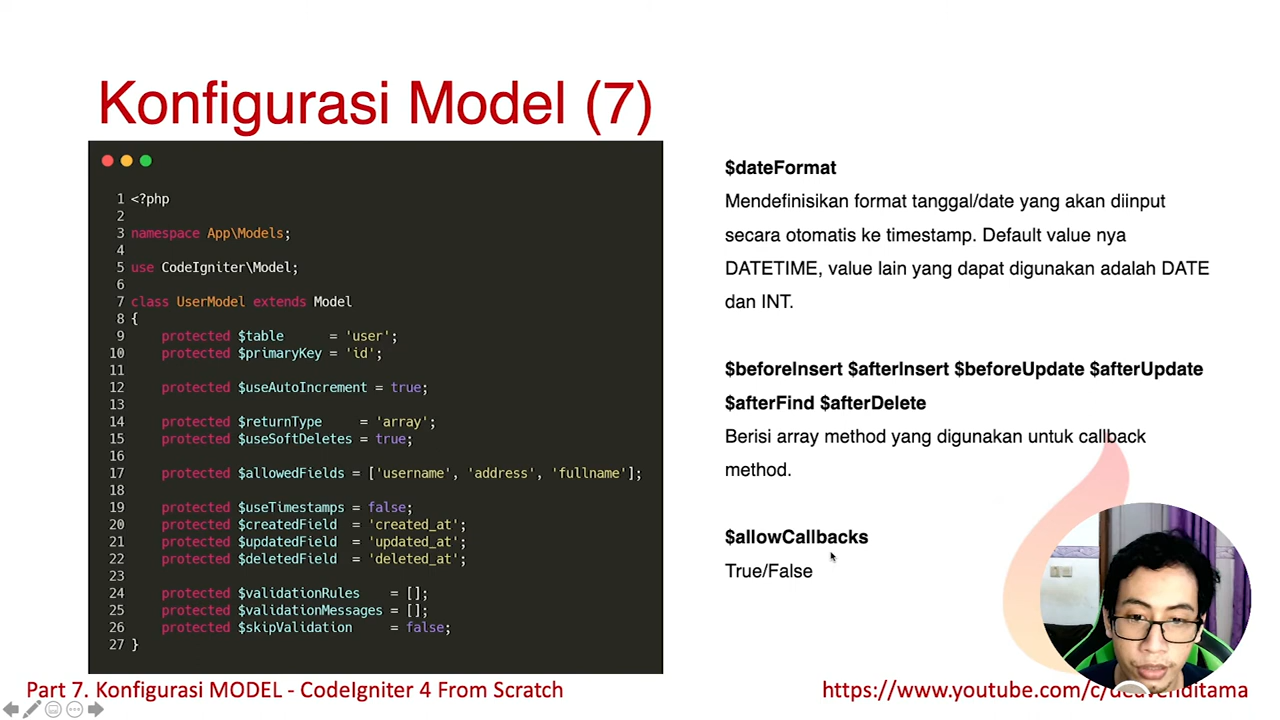 Konfigurasi Model (7)
1 <?php
2
3 namespace App\Models;
4
5 use CodeIgniter\Model;
6
7 class UserModel extends Model
8 {
9 protected $table = 'user';
10 protected $primaryKey = 'id';
11
12 protected $useAutoIncrement = true;
13
14 protected $returnType = 'array';
15 protected $useSoftDeletes = true;
16
17 protected $allowedFields = ['username', 'address', 'fullname'];
18
19 protected $useTimestamps = false;
20 protected $createdField = 'created_at';
21 protected $updatedField = 'updated_at';
22 protected $deletedField = 'deleted_at';
23
24 protected $validationRules = [];
25 protected $validationMessages = [];
26 protected $skipValidation = false;
27 }
$dateFormat
Mendefinisikan format tanggal/date yang akan diinput
secara otomatis ke timestamp. Default value nya
DATETIME, value lain yang dapat digunakan adalah DATE
dan INT.
$beforeInsert $afterInsert $beforeUpdate $afterUpdate
$afterFind $afterDelete
Berisi array method yang digunakan untuk callback
method.
$allowCallbacks
True/False
Part 7. Konfigurasi MODEL - CodeIgniter 4 From Scratch
https://www.youtube.com/c/deavenditama